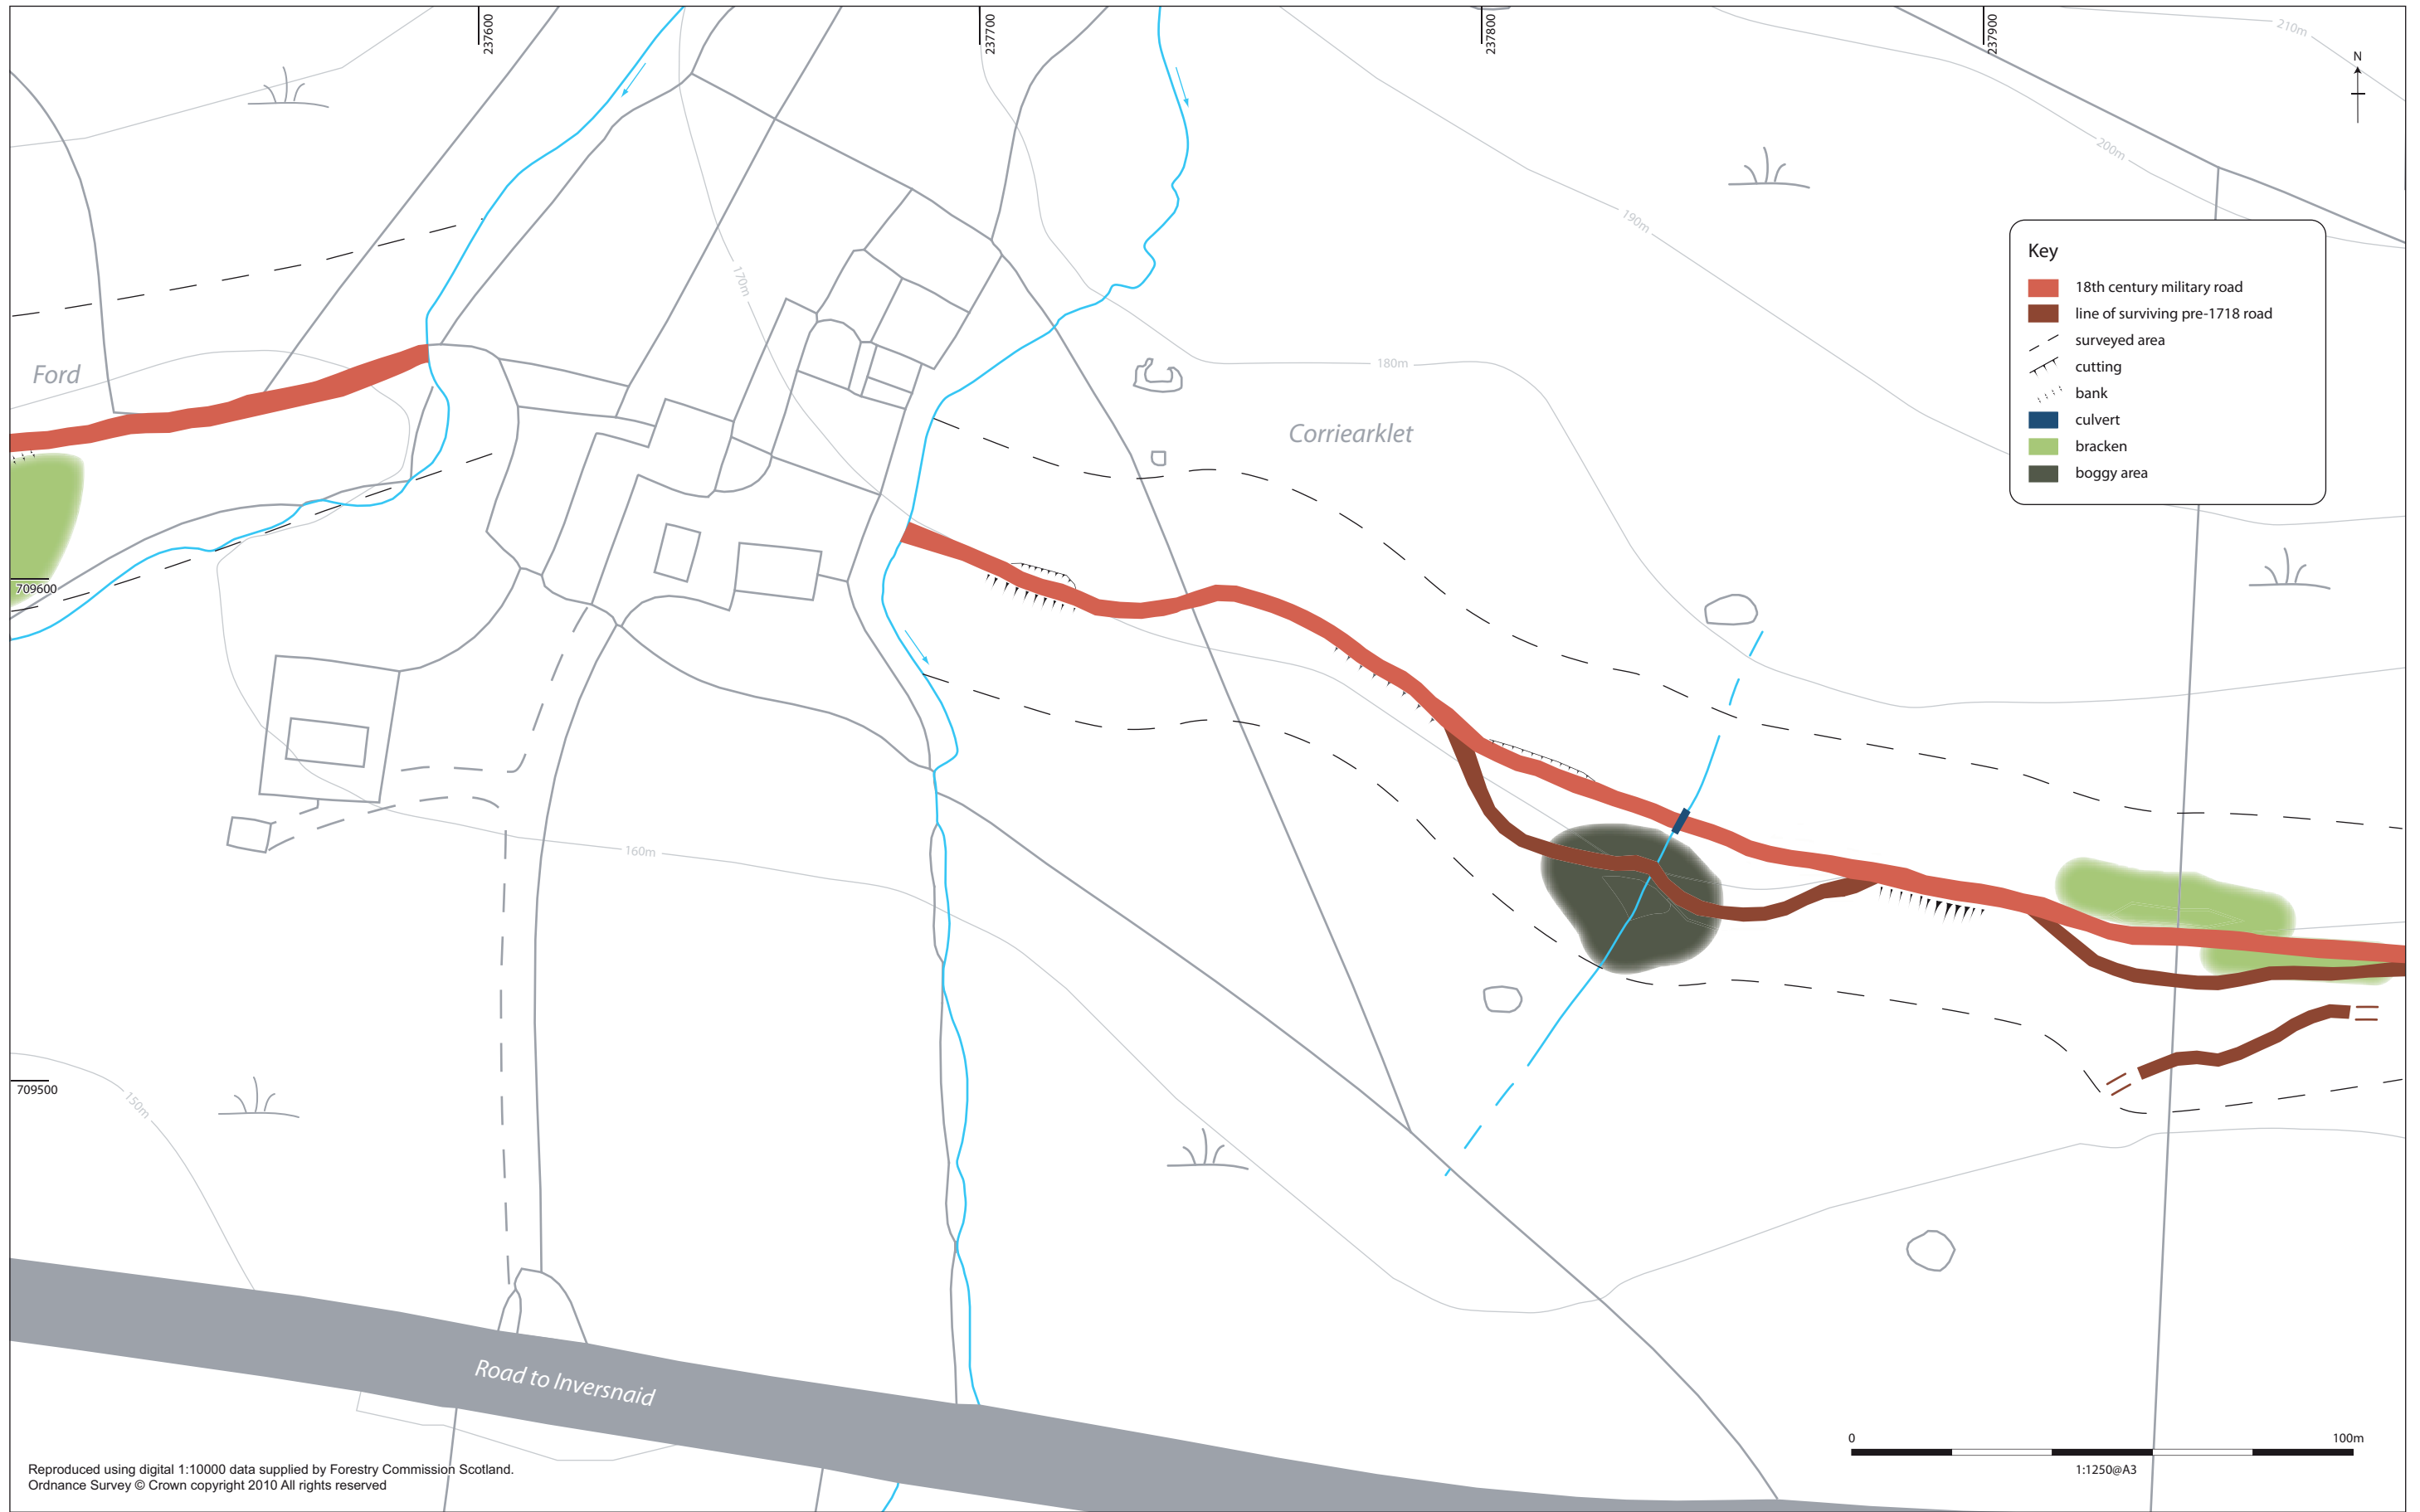 237600
237700
237800
237900
210m
N
200m
190m
170m
180m
Ford
Corriearklet
Key
18th century military road
line of surviving pre-1718 road
surveyed area
cutting
bank
culvert
bracken
boggy area
709600
160m
709500
150m
Road to Inversnaid
0
100m
1:1250@A3
Reproduced using digital 1:10000 data supplied by Forestry Commission Scotland.
Ordnance Survey © Crown copyright 2010 All rights reserved